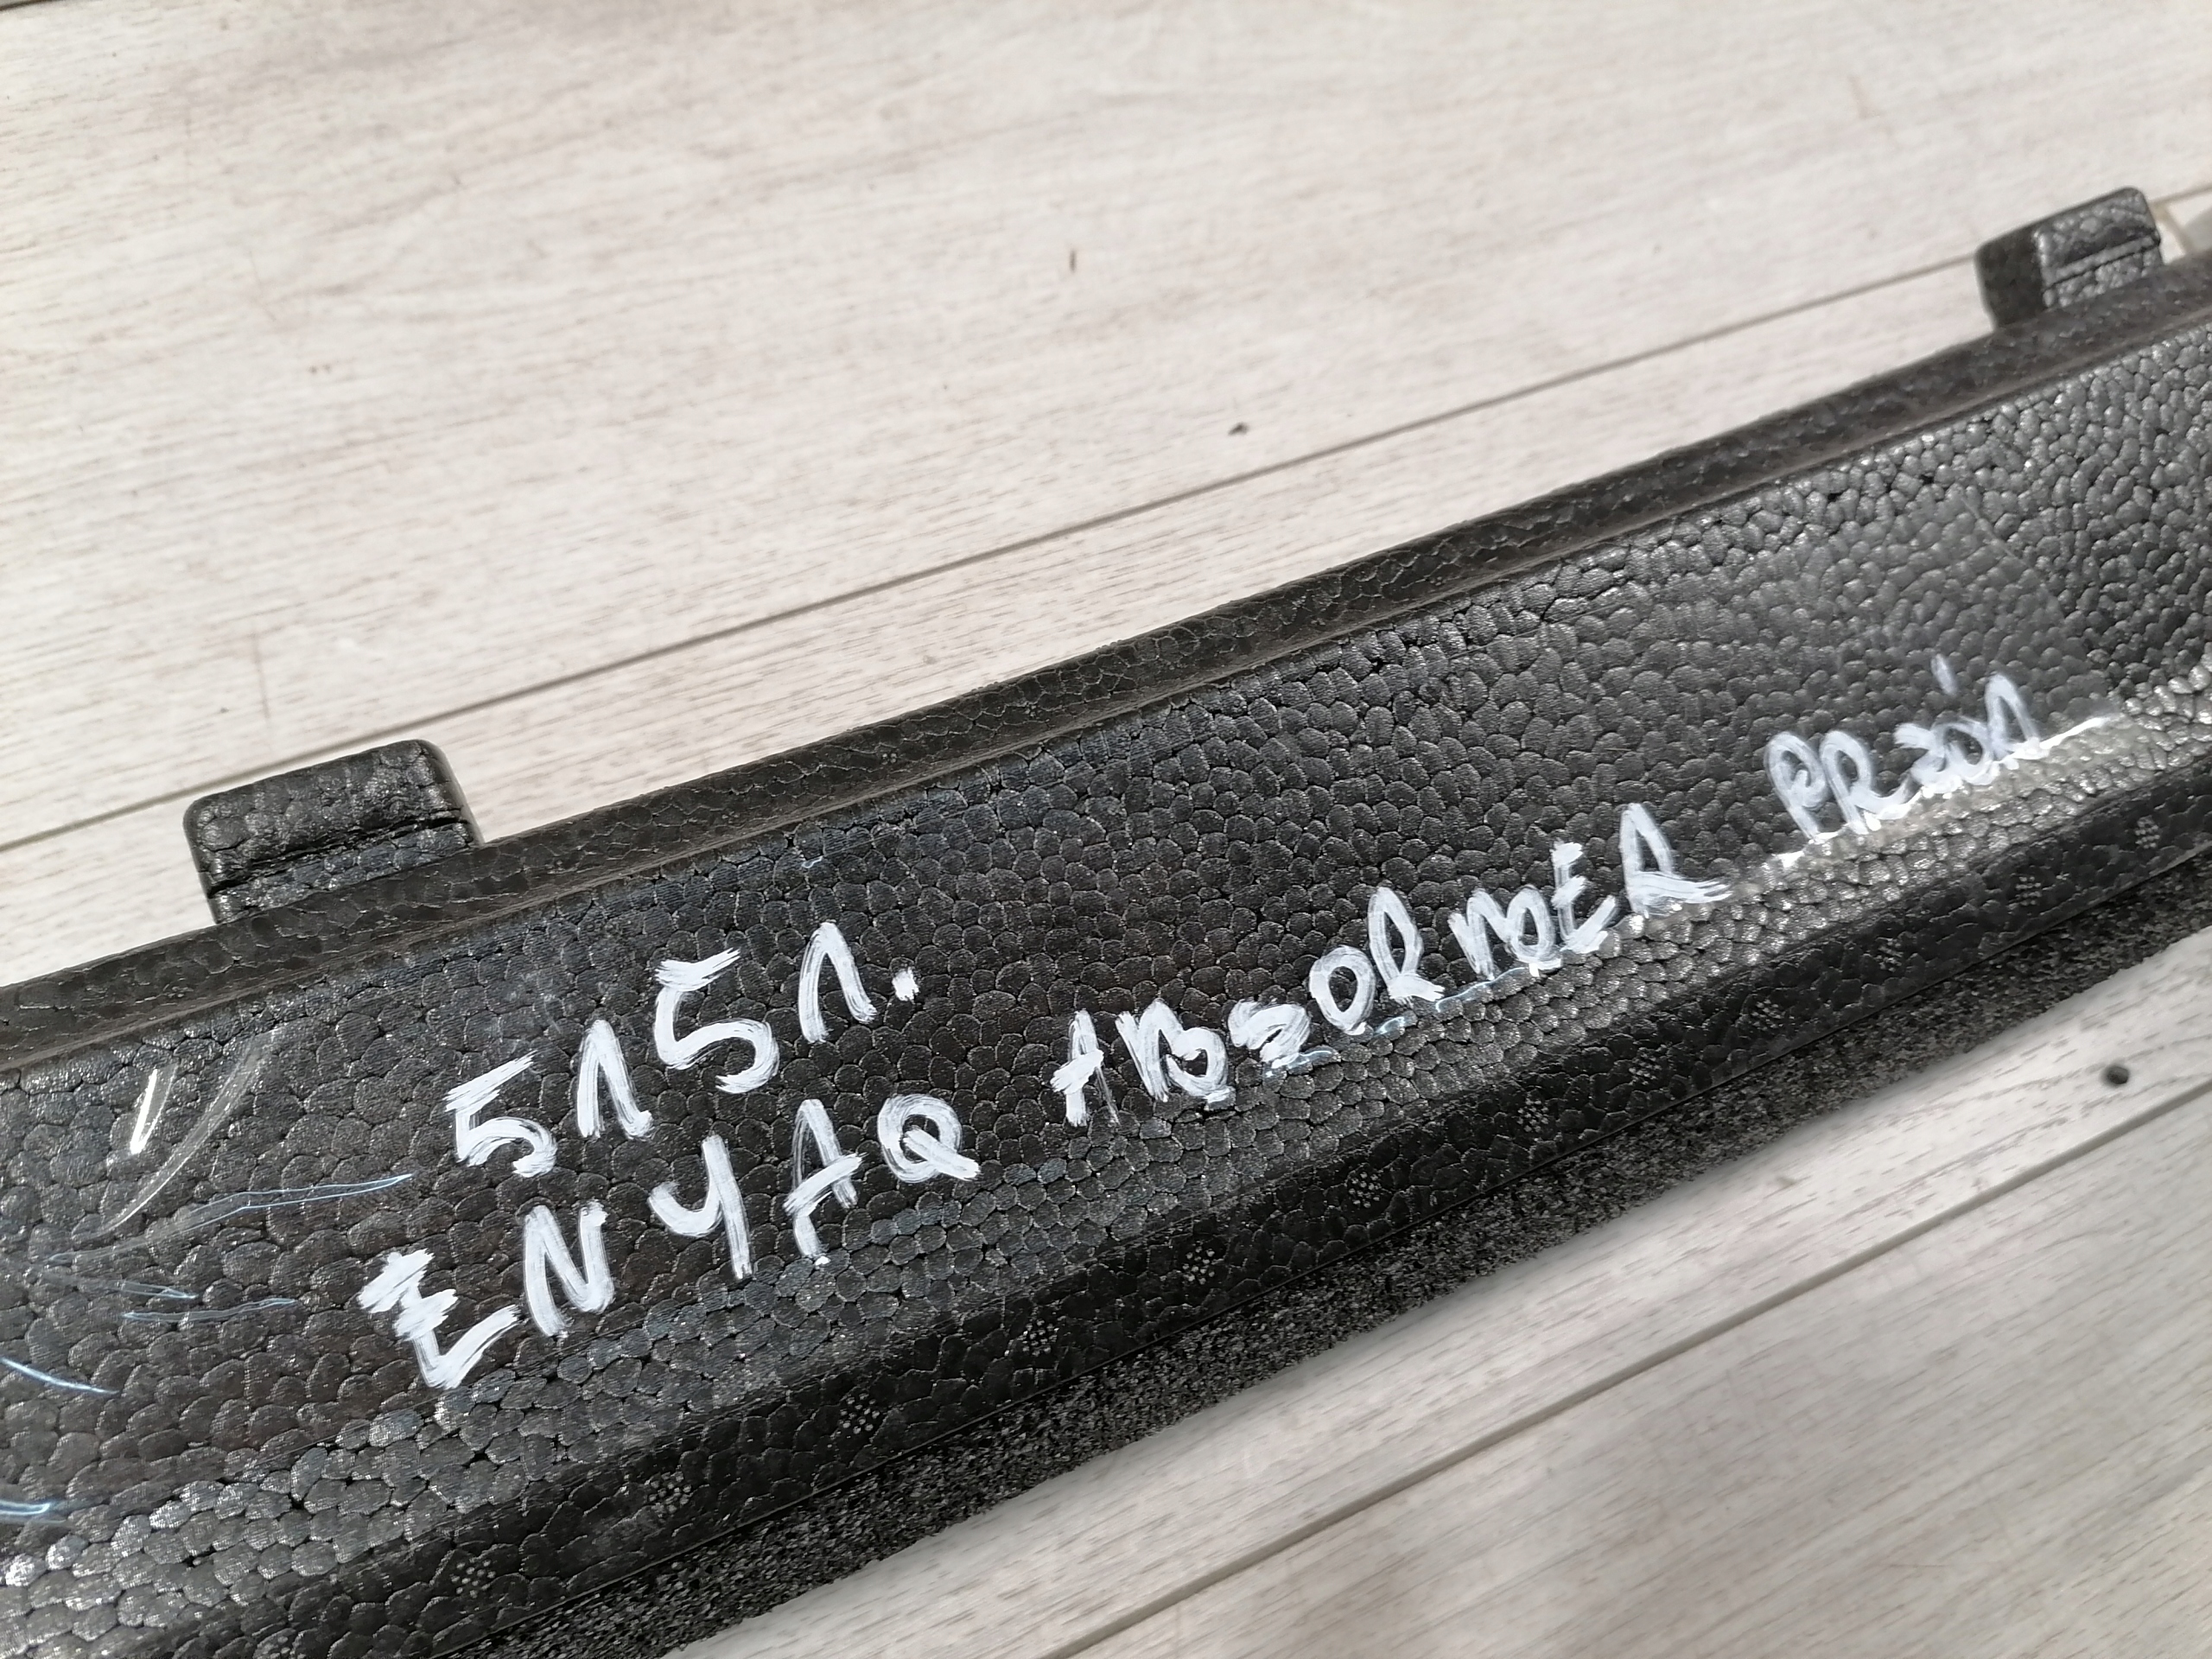 5151.
ENYAQ ABSORBER PRZÓD